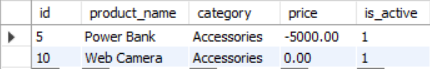 id product_name category price is_active
5 Power Bank Accessories -5000.00 1
10 Web Camera Accessories 0.00 1